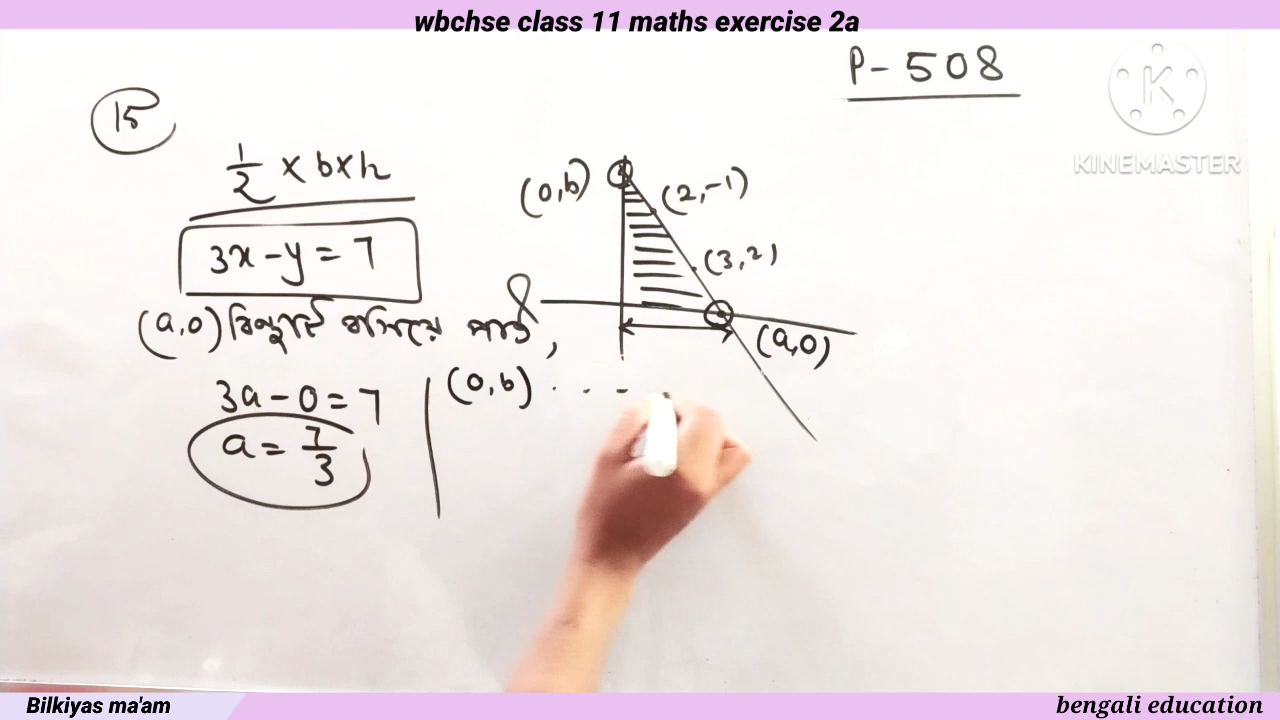 wbchse class 11 maths exercise 2a
P-508
15
KINEMASTER
1/2 × b×h
3x-y=7
(0,b)
(2,-1)
(3,2)
(a,0)
(a,0) বিন্দুটি বসিয়ে পাই,
3a-0=7
a=7/3
(0,b) . - -
Bilkiyas ma'am
bengali education